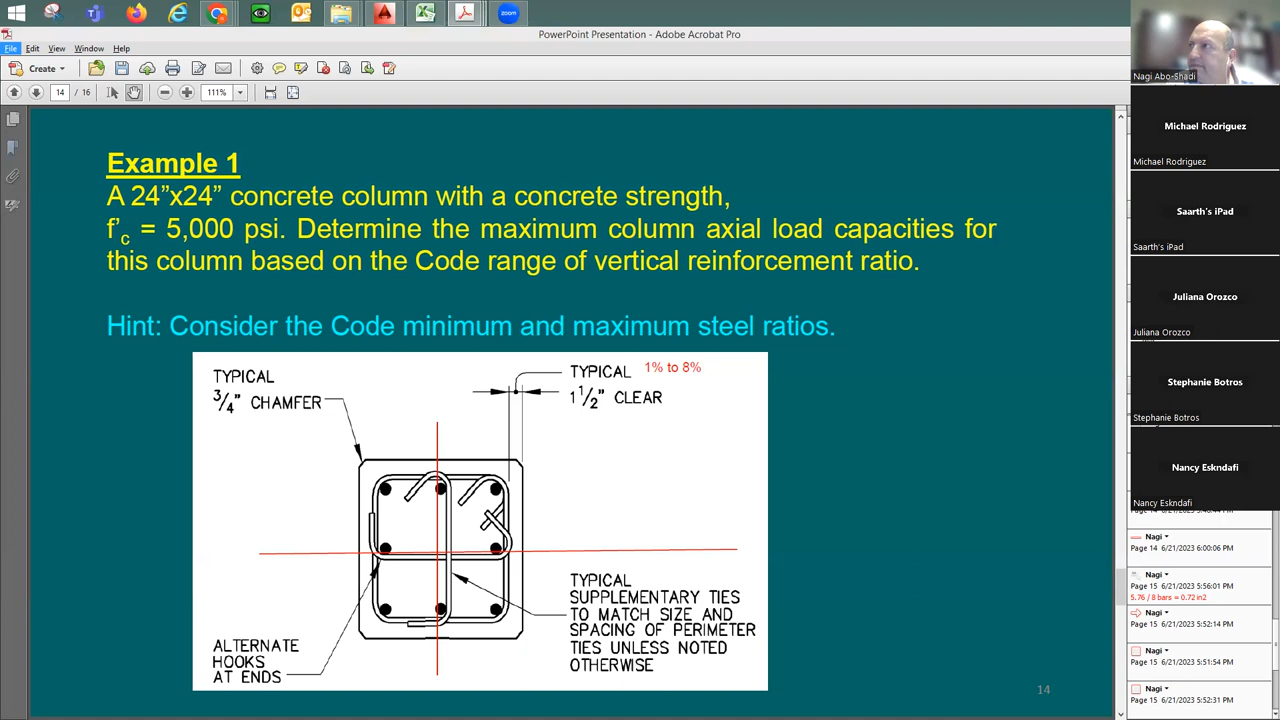 zoom
PowerPoint Presentation - Adobe Acrobat Pro
File Edit View Window Help
Create
14 / 16 111%
Example 1
A 24”x24” concrete column with a concrete strength,
f’c = 5,000 psi. Determine the maximum column axial load capacities for
this column based on the Code range of vertical reinforcement ratio.
Hint: Consider the Code minimum and maximum steel ratios.
TYPICAL
3/4" CHAMFER
TYPICAL 1% to 8%
1 1/2" CLEAR
TYPICAL
SUPPLEMENTARY TIES
TO MATCH SIZE AND
SPACING OF PERIMETER
TIES UNLESS NOTED
OTHERWISE
ALTERNATE
HOOKS
AT ENDS
14
Nagi Abo-Shadi
Michael Rodriguez
Michael Rodriguez
Saarth's iPad
Saarth's iPad
Juliana Orozco
Juliana Orozco
Stephanie Botros
Stephanie Botros
Nancy Eskndafi
Nancy Eskndafi
Nagi
Page 14 6/21/2023 6:00:06 PM
Nagi
Page 15 6/21/2023 5:56:01 PM
5.76 / 8 bars = 0.72 in2
Nagi
Page 15 6/21/2023 5:52:14 PM
Nagi
Page 15 6/21/2023 5:51:54 PM
Nagi
Page 15 6/21/2023 5:52:31 PM